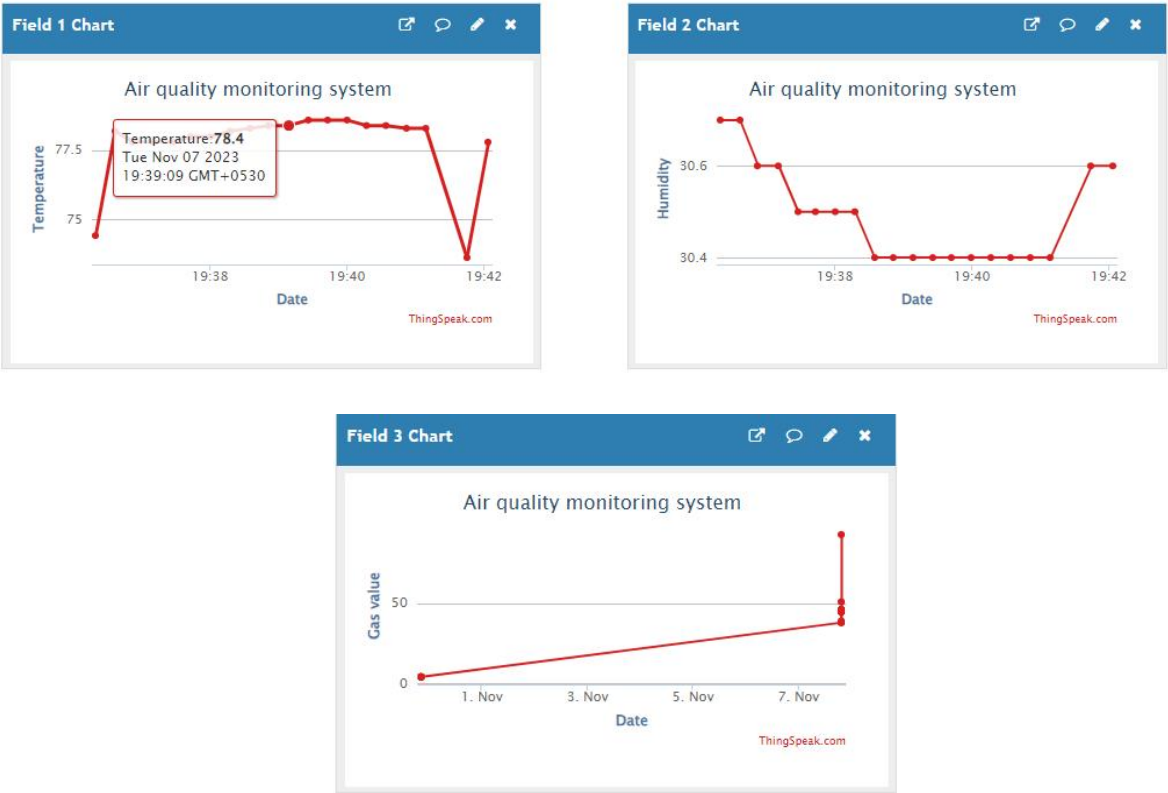 Field 1 Chart
Air quality monitoring system
Temperature:78.4
Tue Nov 07 2023
19:39:09 GMT+0530
Temperature
77.5
75
19:38
19:40
19:42
Date
ThingSpeak.com
Field 2 Chart
Air quality monitoring system
Humidity
30.6
30.4
19:38
19:40
19:42
Date
ThingSpeak.com
Field 3 Chart
Air quality monitoring system
Gas value
50
0
1. Nov
3. Nov
5. Nov
7. Nov
Date
ThingSpeak.com